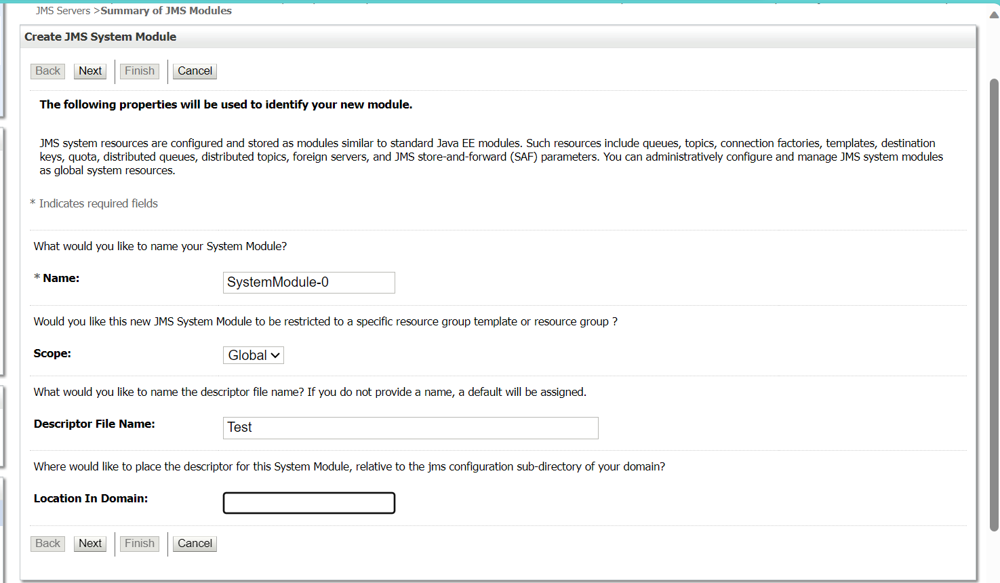 JMS Servers >Summary of JMS Modules
Create JMS System Module
Back Next Finish Cancel
The following properties will be used to identify your new module.
JMS system resources are configured and stored as modules similar to standard Java EE modules. Such resources include queues, topics, connection factories, templates, destination
keys, quota, distributed queues, distributed topics, foreign servers, and JMS store-and-forward (SAF) parameters. You can administratively configure and manage JMS system modules
as global system resources.
* Indicates required fields
What would you like to name your System Module?
* Name: SystemModule-0
Would you like this new JMS System Module to be restricted to a specific resource group template or resource group ?
Scope: Global
What would you like to name the descriptor file name? If you do not provide a name, a default will be assigned.
Descriptor File Name: Test
Where would like to place the descriptor for this System Module, relative to the jms configuration sub-directory of your domain?
Location In Domain:
Back Next Finish Cancel